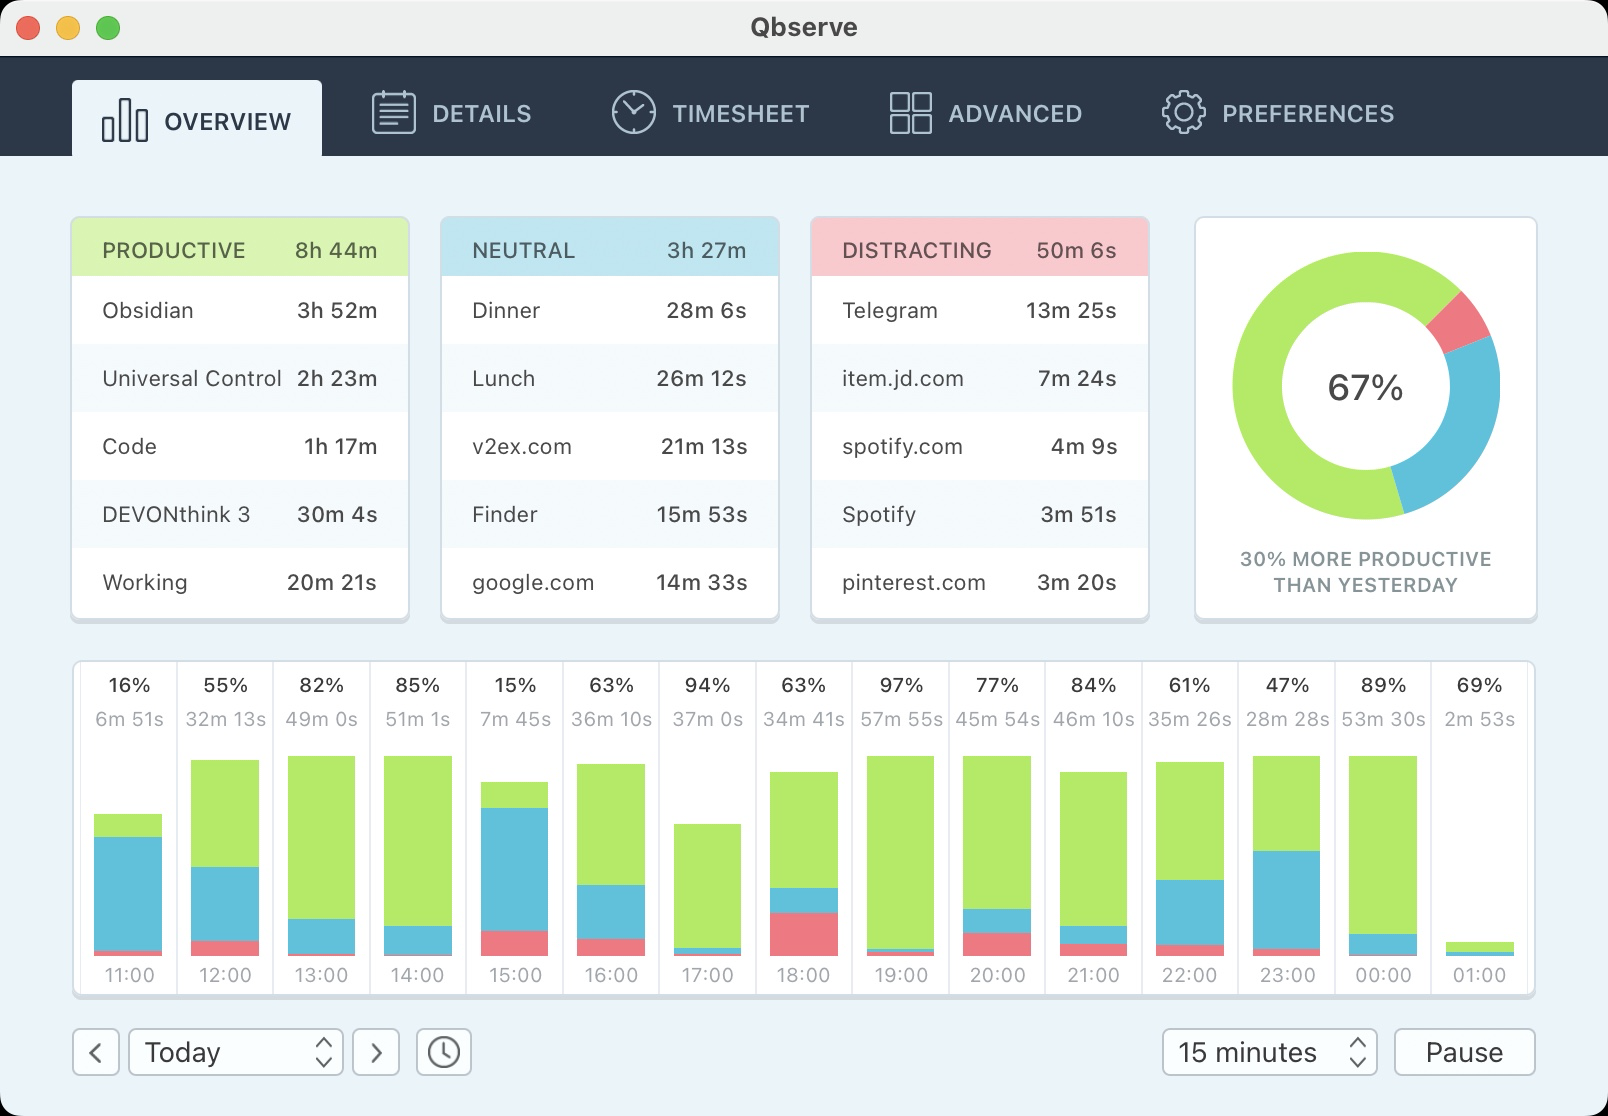 Qbserve
OVERVIEW
DETAILS
TIMESHEET
ADVANCED
PREFERENCES
PRODUCTIVE 8h 44m
Obsidian 3h 52m
Universal Control 2h 23m
Code 1h 17m
DEVONthink 3 30m 4s
Working 20m 21s
NEUTRAL 3h 27m
Dinner 28m 6s
Lunch 26m 12s
v2ex.com 21m 13s
Finder 15m 53s
google.com 14m 33s
DISTRACTING 50m 6s
Telegram 13m 25s
item.jd.com 7m 24s
spotify.com 4m 9s
Spotify 3m 51s
pinterest.com 3m 20s
67%
30% MORE PRODUCTIVE
THAN YESTERDAY
16% 55% 82% 85% 15% 63% 94% 63% 97% 77% 84% 61% 47% 89% 69%
6m 51s 32m 13s 49m 0s 51m 1s 7m 45s 36m 10s 37m 0s 34m 41s 57m 55s 45m 54s 46m 10s 35m 26s 28m 28s 53m 30s 2m 53s
11:00 12:00 13:00 14:00 15:00 16:00 17:00 18:00 19:00 20:00 21:00 22:00 23:00 00:00 01:00
Today
15 minutes
Pause